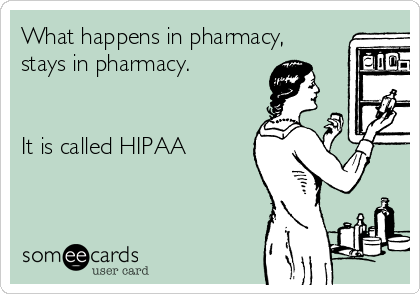 What happens in pharmacy,
stays in pharmacy.
It is called HIPAA
someecards
user card